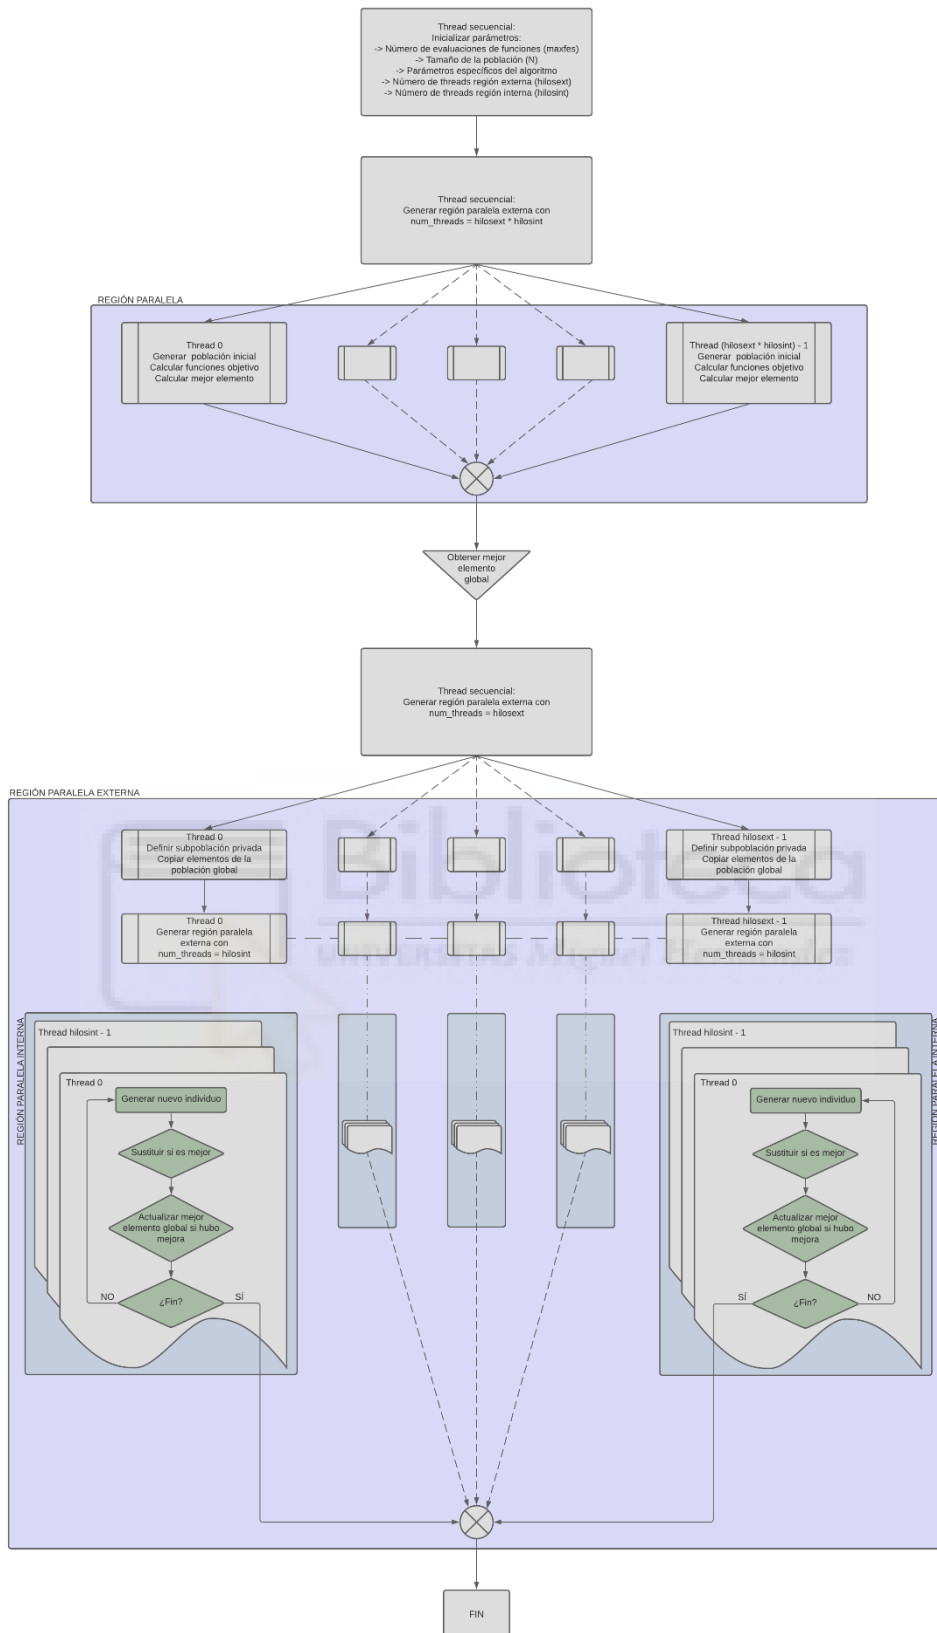 Thread secuencial:
Inicializar parámetros:
-> Número de evaluaciones de funciones (maxfes)
-> Tamaño de la población (N)
-> Parámetros específicos del algoritmo
-> Número de threads región externa (hilosext)
-> Número de threads región interna (hilosint)
Thread secuencial:
Generar región paralela externa con
num_threads = hilosext * hilosint
REGIÓN PARALELA
Thread 0
Generar población inicial
Calcular funciones objetivo
Calcular mejor elemento
Thread (hilosext * hilosint) - 1
Generar población inicial
Calcular funciones objetivo
Calcular mejor elemento
Obtener mejor
elemento
global
Thread secuencial:
Generar región paralela externa con
num_threads = hilosext
REGIÓN PARALELA EXTERNA
Thread 0
Definir subpoblación privada
Copiar elementos de la
población global
Thread hilosext - 1
Definir subpoblación privada
Copiar elementos de la
población global
Thread 0
Generar región paralela
externa con
num_threads = hilosint
Thread hilosext - 1
Generar región paralela
externa con
num_threads = hilosint
Biblioteca
UNIVERSITAS Miguel Hernández
REGIÓN PARALELA INTERNA
Thread hilosint - 1
Thread 0
Generar nuevo individuo
Sustituir si es mejor
Actualizar mejor
elemento global si hubo
mejora
¿Fin?
NO
SÍ
REGIÓN PARALELA INTERNA
Thread hilosint - 1
Thread 0
Generar nuevo individuo
Sustituir si es mejor
Actualizar mejor
elemento global si hubo
mejora
SÍ
¿Fin?
NO
FIN